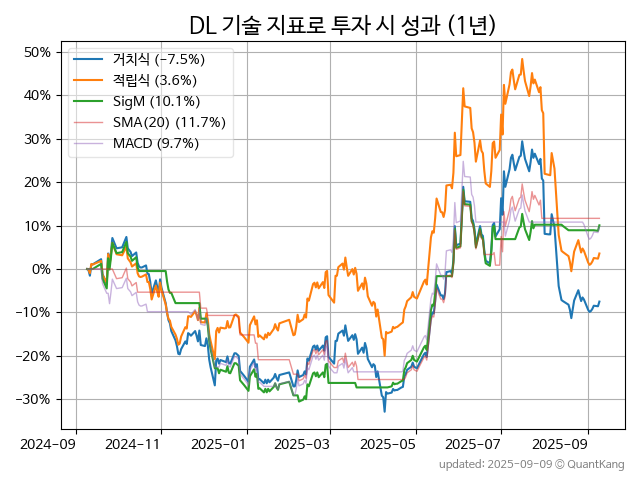 DL 기술 지표로 투자 시 성과 (1년)
거치식 (−7.5%)
적립식 (3.6%)
SigM (10.1%)
SMA(20) (11.7%)
MACD (9.7%)
50%
40%
30%
20%
10%
0%
−10%
−20%
−30%
2024−09
2024−11
2025−01
2025−03
2025−05
2025−07
2025−09
updated: 2025−09−09 © QuantKang